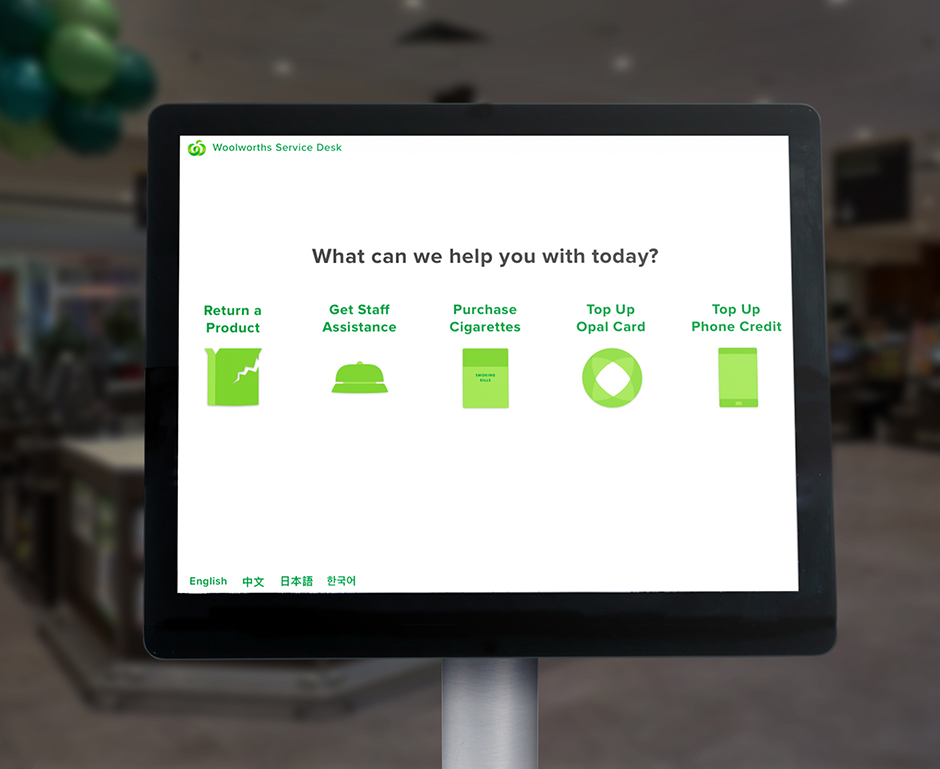 Woolworths Service Desk
What can we help you with today?
Return a
Product
Get Staff
Assistance
Purchase
Cigarettes
Top Up
Opal Card
Top Up
Phone Credit
SMOKING
KILLS
English 中文 日本語 한국어